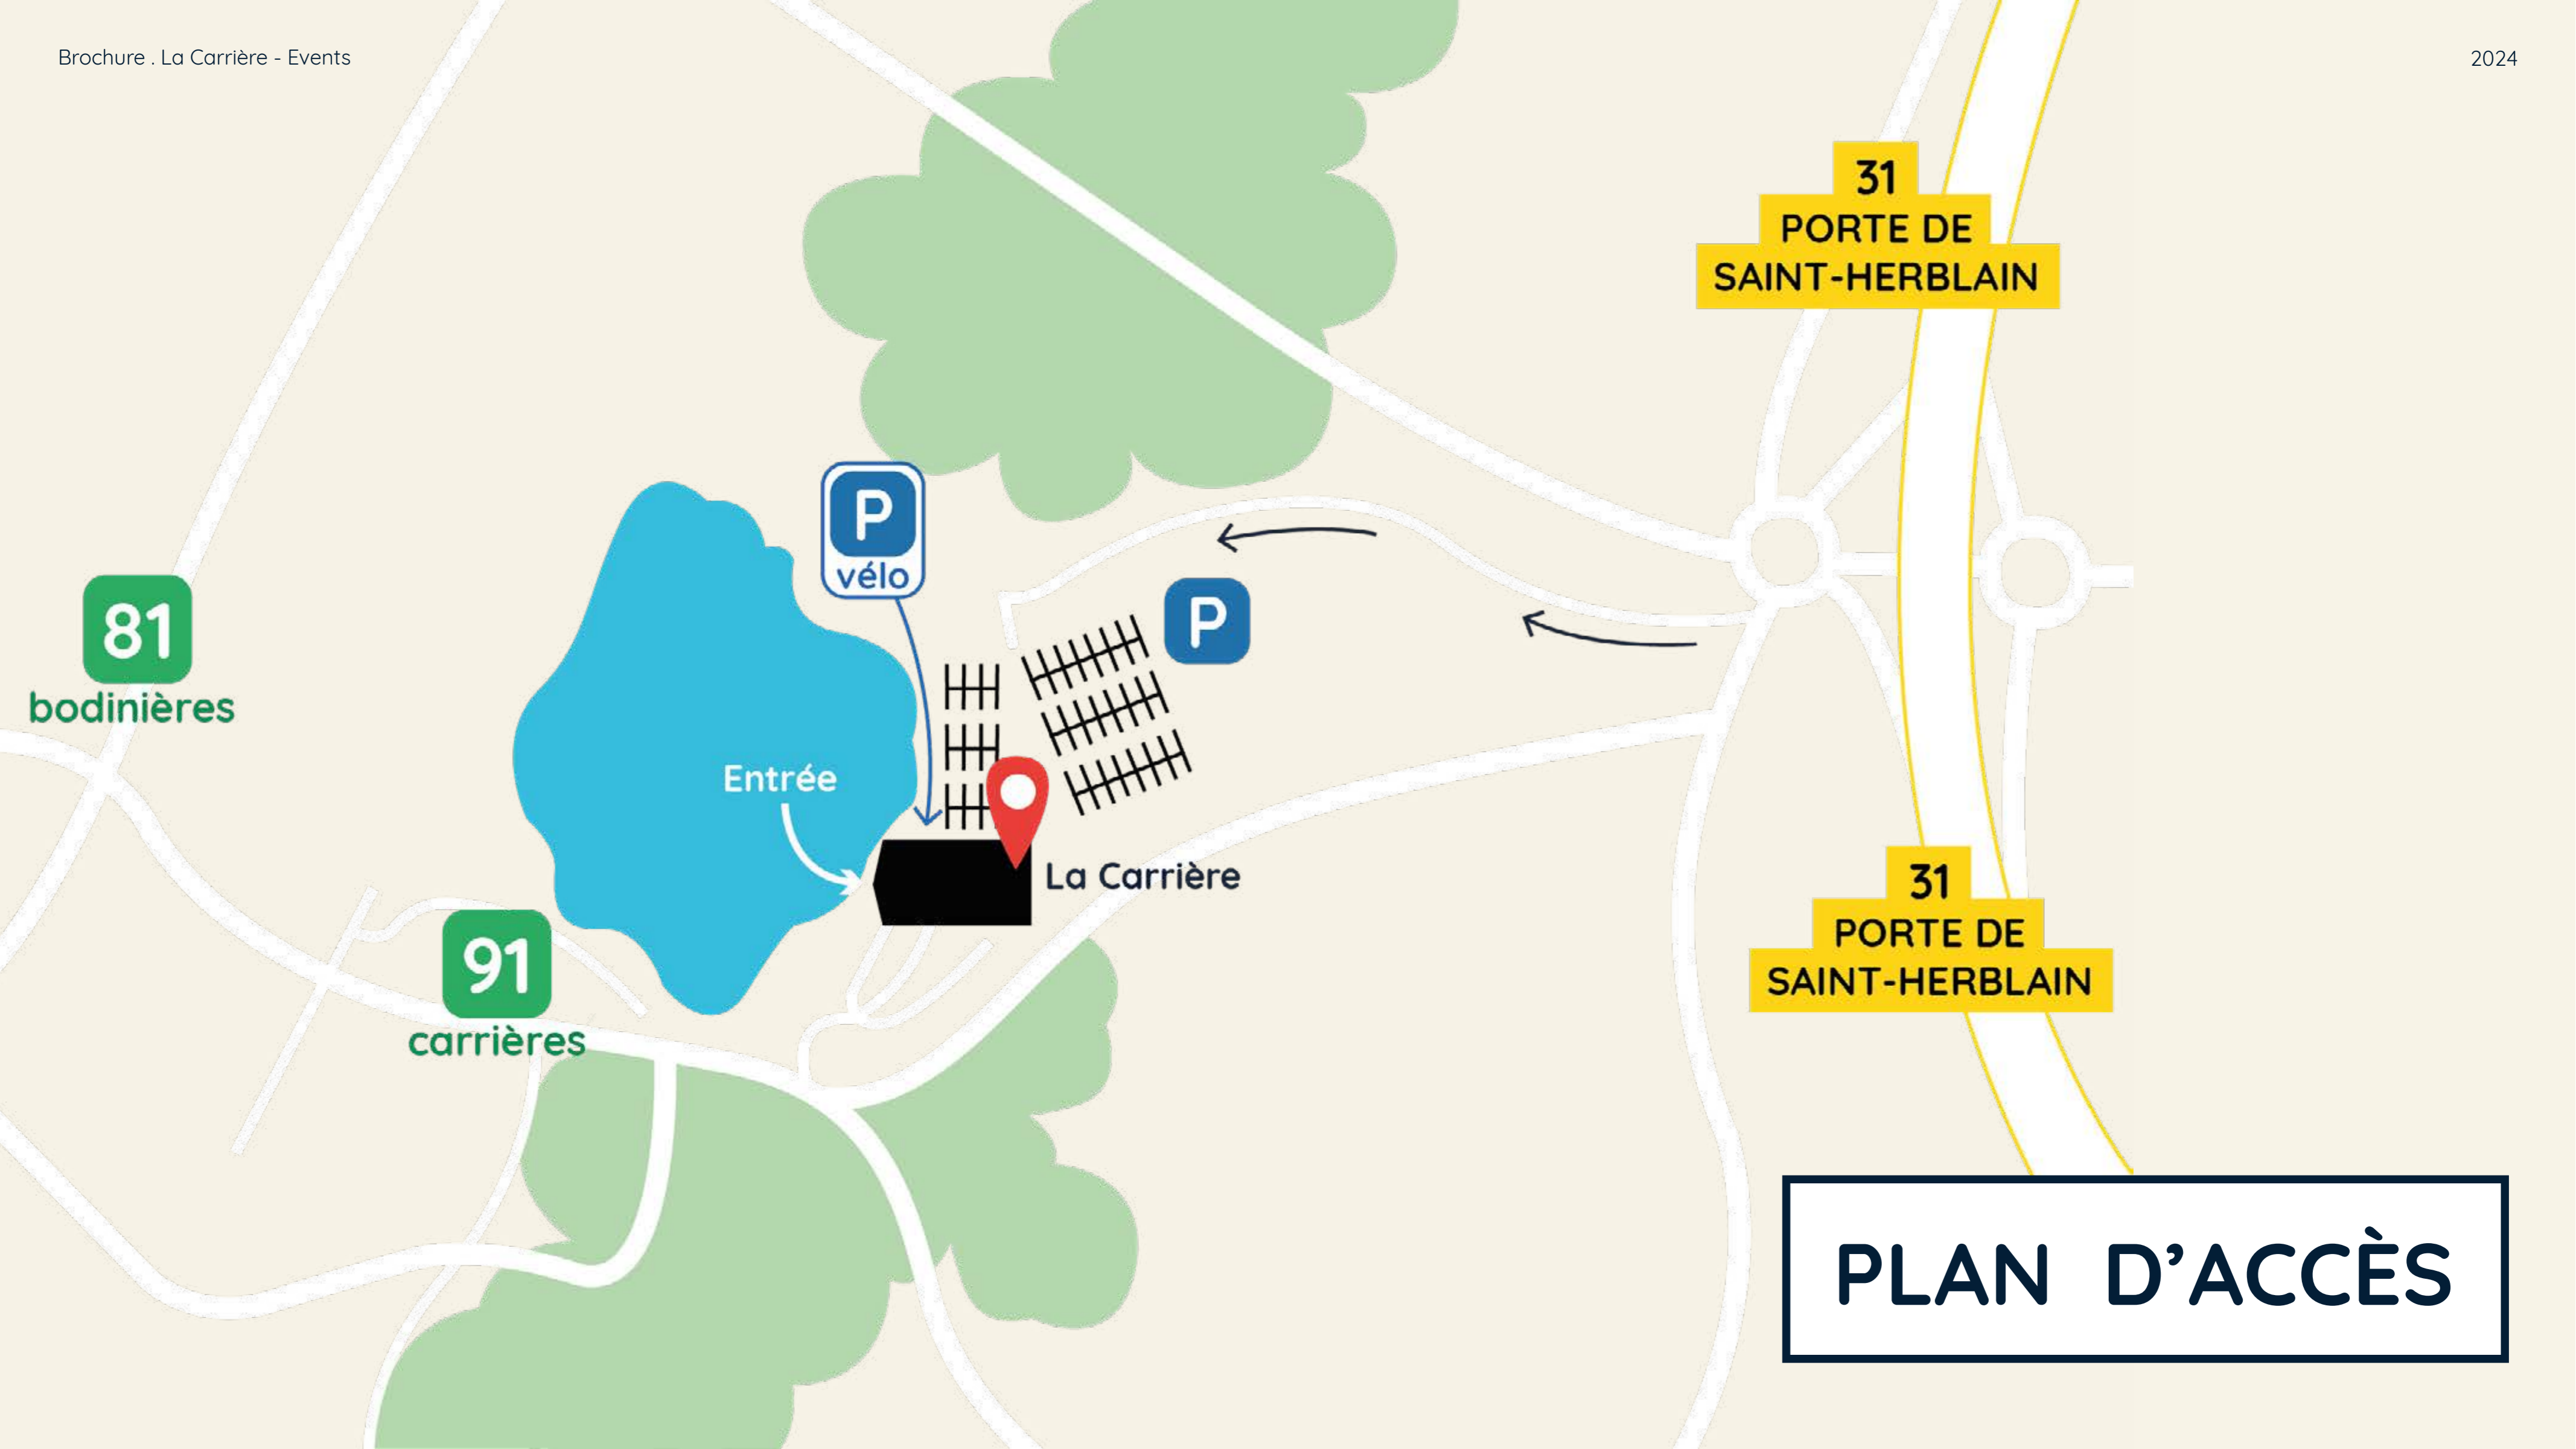 Brochure . La Carrière - Events
2024
31
PORTE DE
SAINT-HERBLAIN
P
vélo
P
81
bodinières
Entrée
La Carrière
31
PORTE DE
SAINT-HERBLAIN
91
carrières
PLAN D’ACCÈS